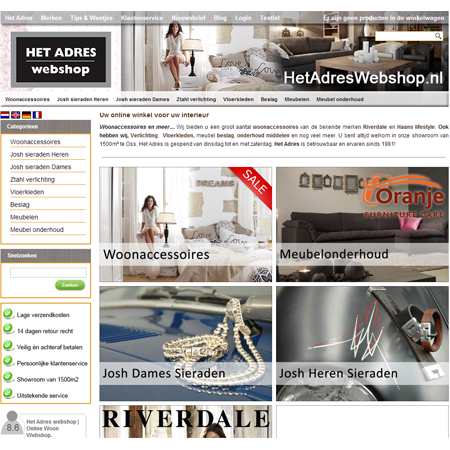 Het Adres Merken Tips & Weetjes Klantenservice Nieuwsbrief Blog Login Textiel Er zijn geen producten in de winkelwagen
HET ADRES
webshop
HetAdresWebshop.nl
Woonaccessoires Josh sieraden Heren Josh sieraden Dames Ztahl verlichting Vloerkleden Beslag Meubelen Meubel onderhoud
Categorieen
Woonaccessoires
Josh sieraden Heren
Josh sieraden Dames
Ztahl verlichting
Vloerkleden
Beslag
Meubelen
Meubel onderhoud
Snelzoeken
Zoeken
Lage verzendkosten
14 dagen retour recht
Veilig én achteraf betalen
Persoonlijke klantenservice
Showroom van 1500m2
Uitstekende service
8.6
Het Adres webshop |
Online Woon
Webshop.
Uw online winkel voor uw interieur
Woonaccessoires en meer... Wij bieden u een groot aantal woonaccessoires van de bekende merken Riverdale en Haans lifestyle. Ook
hebben wij, Verlichting, Vloerkleden, meubel beslag, onderhoud middelen en nog veel meer. U bent altijd welkom in onze showroom van
1500m² te Oss. Het Adres is geopend van dinsdag tot en met zaterdag. Het Adres is betrouwbaar en ervaren sinds 1981!
DREAMS
SALE
Woonaccessoires
Oranje
FURNITURE CARE
Meubelonderhoud
Josh Dames Sieraden
Josh Heren Sieraden
RIVERDALE